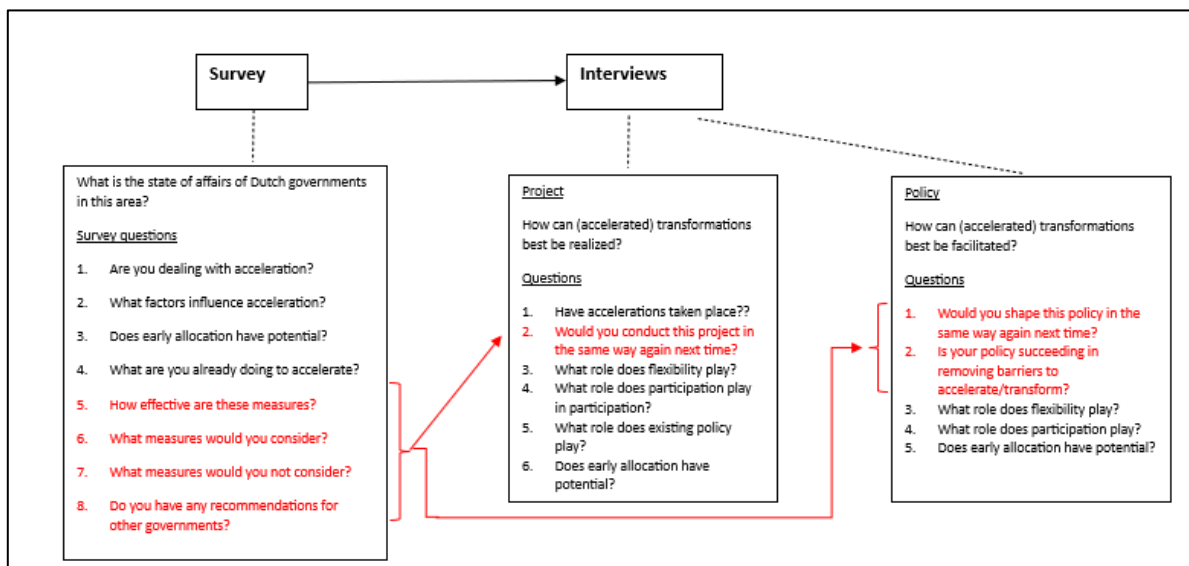 Survey
Interviews
What is the state of affairs of Dutch governments
in this area?
Survey questions
1. Are you dealing with acceleration?
2. What factors influence acceleration?
3. Does early allocation have potential?
4. What are you already doing to accelerate?
5. How effective are these measures?
6. What measures would you consider?
7. What measures would you not consider?
8. Do you have any recommendations for
other governments?
Project
How can (accelerated) transformations
best be realized?
Questions
1. Have accelerations taken place??
2. Would you conduct this project in
the same way again next time?
3. What role does flexibility play?
4. What role does participation play
in participation?
5. What role does existing policy
play?
6. Does early allocation have
potential?
Policy
How can (accelerated) transformations
best be facilitated?
Questions
1. Would you shape this policy in the
same way again next time?
2. Is your policy succeeding in
removing barriers to
accelerate/transform?
3. What role does flexibility play?
4. What role does participation play?
5. Does early allocation have potential?